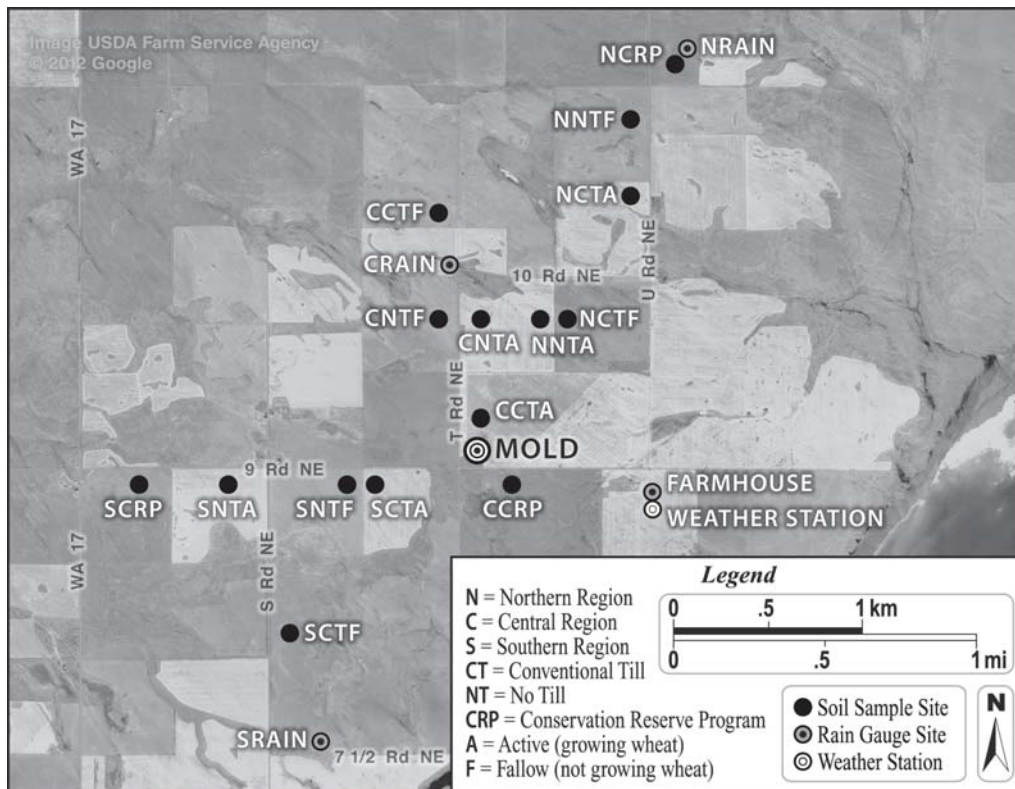 Image USDA Farm Service Agency
© 2012 Google
NRAIN
NCRP
WA 17
NNTF
NCTA
CCTF
U Rd NE
CRAIN
10 Rd NE
CNTF
CNTA
NNTA
NCTF
T Rd NE
CCTA
MOLD
9 Rd NE
SCRP
SNTA
SNTF
SCTA
CCRP
FARMHOUSE
WEATHER STATION
WA 17
S Rd NE
SCTF
SRAIN
7 1/2 Rd NE
Legend
N = Northern Region
C = Central Region
S = Southern Region
CT = Conventional Till
NT = No Till
CRP = Conservation Reserve Program
A = Active (growing wheat)
F = Fallow (not growing wheat)
0 .5 1 km
0 .5 1 mi
Soil Sample Site
Rain Gauge Site
Weather Station
N